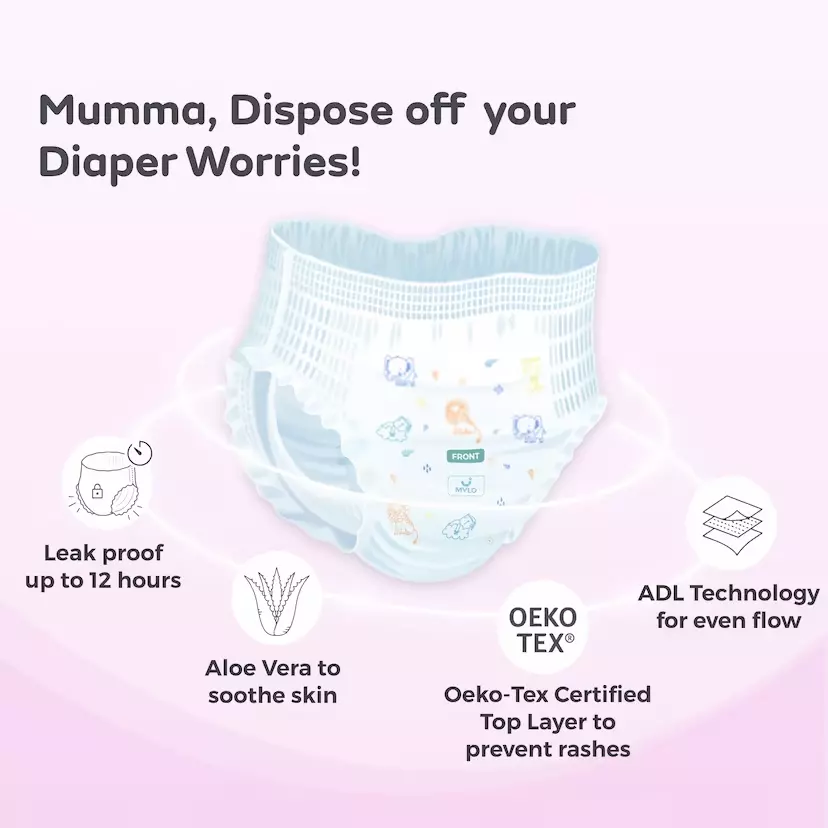 Mumma, Dispose off your
Diaper Worries!
FRONT
MYLO
Leak proof
up to 12 hours
Aloe Vera to
soothe skin
OEKO
TEX®
Oeko-Tex Certified
Top Layer to
prevent rashes
ADL Technology
for even flow